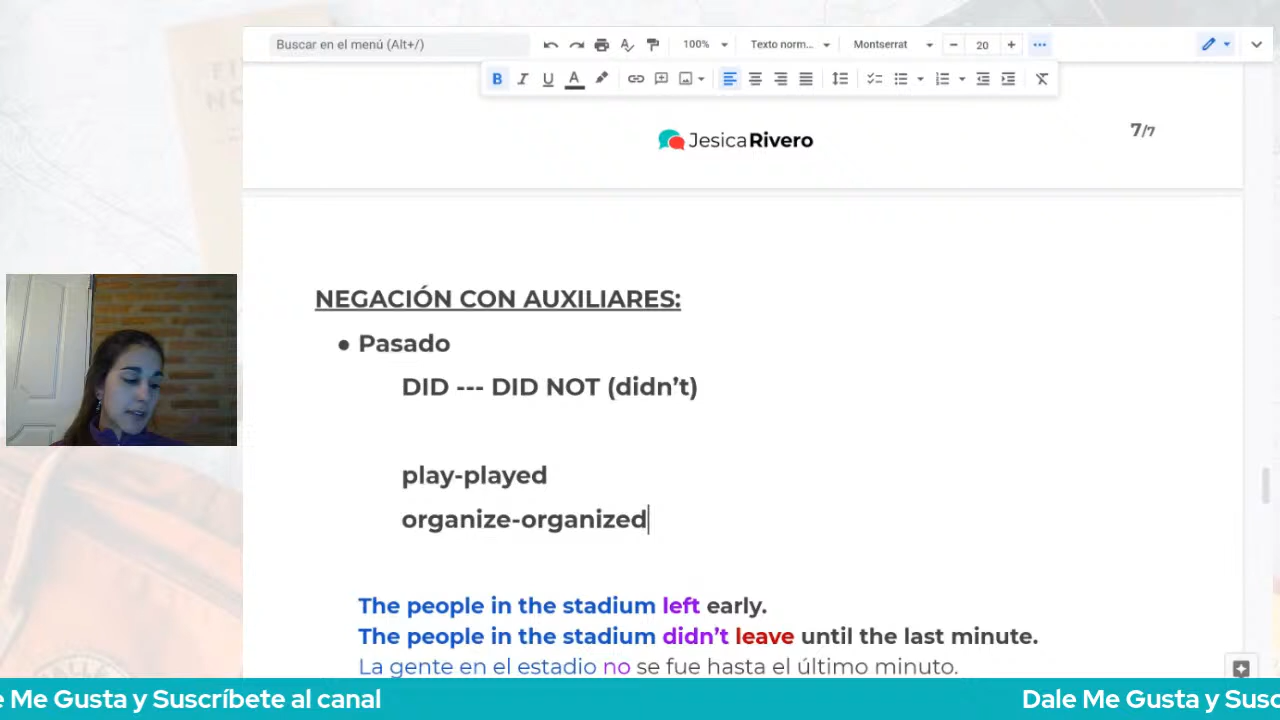 Buscar en el menú (Alt+/)
100%
Texto norm...
Montserrat
20
B I U A
JesicaRivero
7/7
NEGACIÓN CON AUXILIARES:
● Pasado
DID --- DID NOT (didn’t)
play-played
organize-organized
The people in the stadium left early.
The people in the stadium didn’t leave until the last minute.
La gente en el estadio no se fue hasta el último minuto.
e Me Gusta y Suscríbete al canal
Dale Me Gusta y Susc